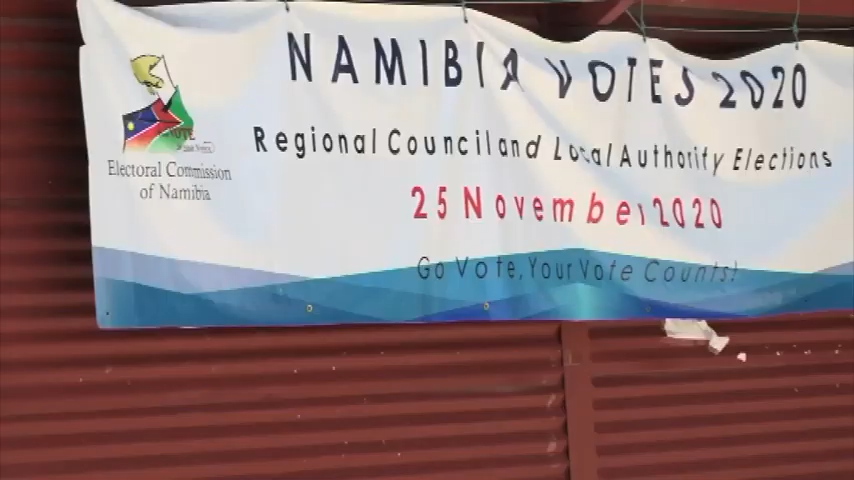 NAMIBIA VOTES 2020
Regional Council and Local Authority Elections
25 November 2020
Go Vote, Your Vote Counts!
VOTE
Electoral Commission
of Namibia